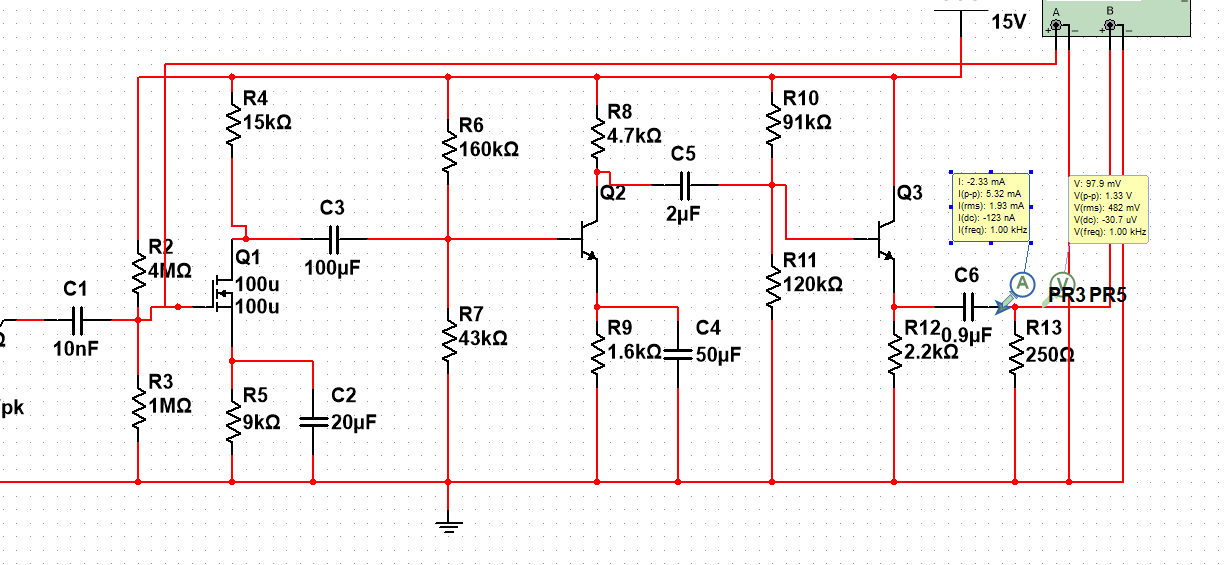 15V
A
B
+
−
+
−
R4
15kΩ
R6
160kΩ
R8
4.7kΩ
R10
91kΩ
C5
2µF
Q2
Q3
I: -2.33 mA
I(p-p): 5.32 mA
I(rms): 1.93 mA
I(dc): -123 nA
I(freq): 1.00 kHz
V: 97.9 mV
V(p-p): 1.33 V
V(rms): 482 mV
V(dc): -30.7 uV
V(freq): 1.00 kHz
C3
100µF
R2
4MΩ
Q1
100u
100u
R11
120kΩ
C6
0.9µF
A
V
PR3
PR5
C1
10nF
Ω
R7
43kΩ
R9
1.6kΩ
C4
50µF
R12
2.2kΩ
R13
250Ω
R3
1MΩ
R5
9kΩ
C2
20µF
pk